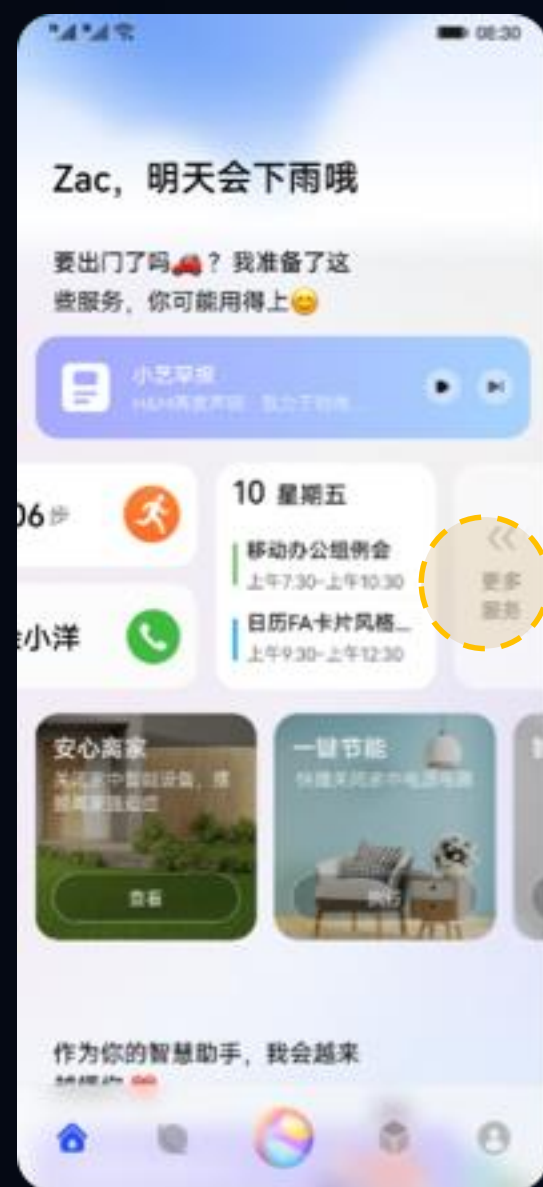 08:30
Zac，明天会下雨哦
要出门了吗🚗？我准备了这
些服务，你可能用得上😊
小艺早报
06步
10 星期五
移动办公组例会
上午7:30-上午10:30
日历FA卡片风格...
上午9:30-上午12:30
更多
服务
小洋
安心离家
一键节能
查看
作为你的智慧助手，我会越来